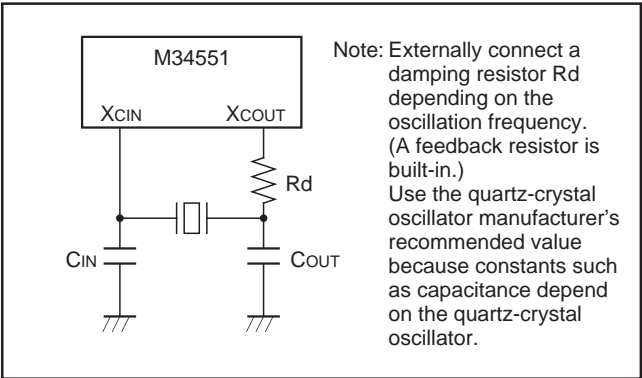 M34551
XCIN XCOUT
Rd
CIN COUT
Note: Externally connect a
damping resistor Rd
depending on the
oscillation frequency.
(A feedback resistor is
built-in.)
Use the quartz-crystal
oscillator manufacturer's
recommended value
because constants such
as capacitance depend
on the quartz-crystal
oscillator.